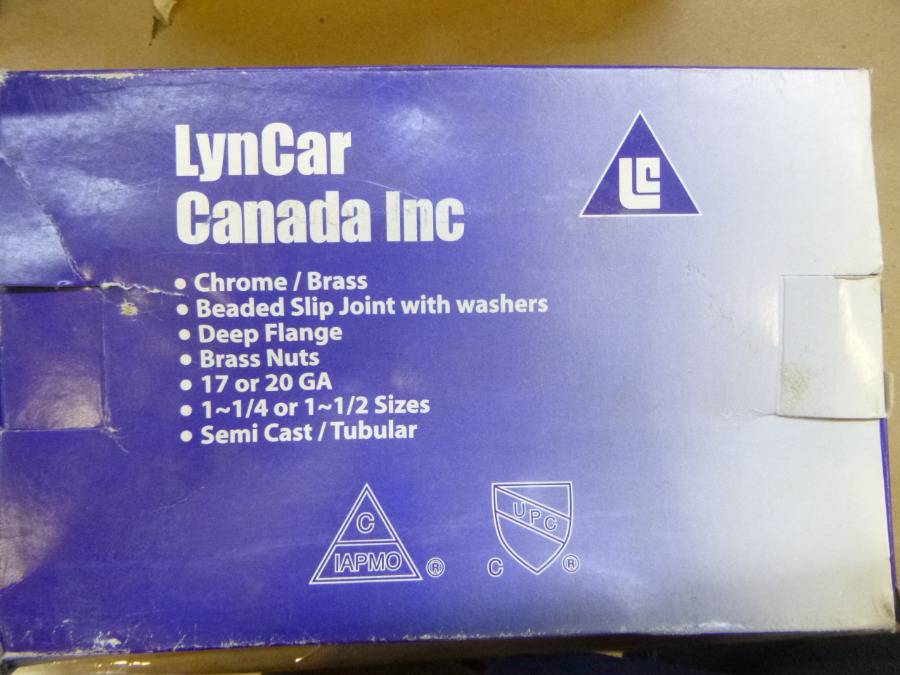 LynCar
LC
Canada Inc
• Chrome / Brass
• Beaded Slip Joint with washers
• Deep Flange
• Brass Nuts
• 17 or 20 GA
• 1~1/4 or 1~1/2 Sizes
• Semi Cast / Tubular
C
IAPMO ®
UPC
C ®